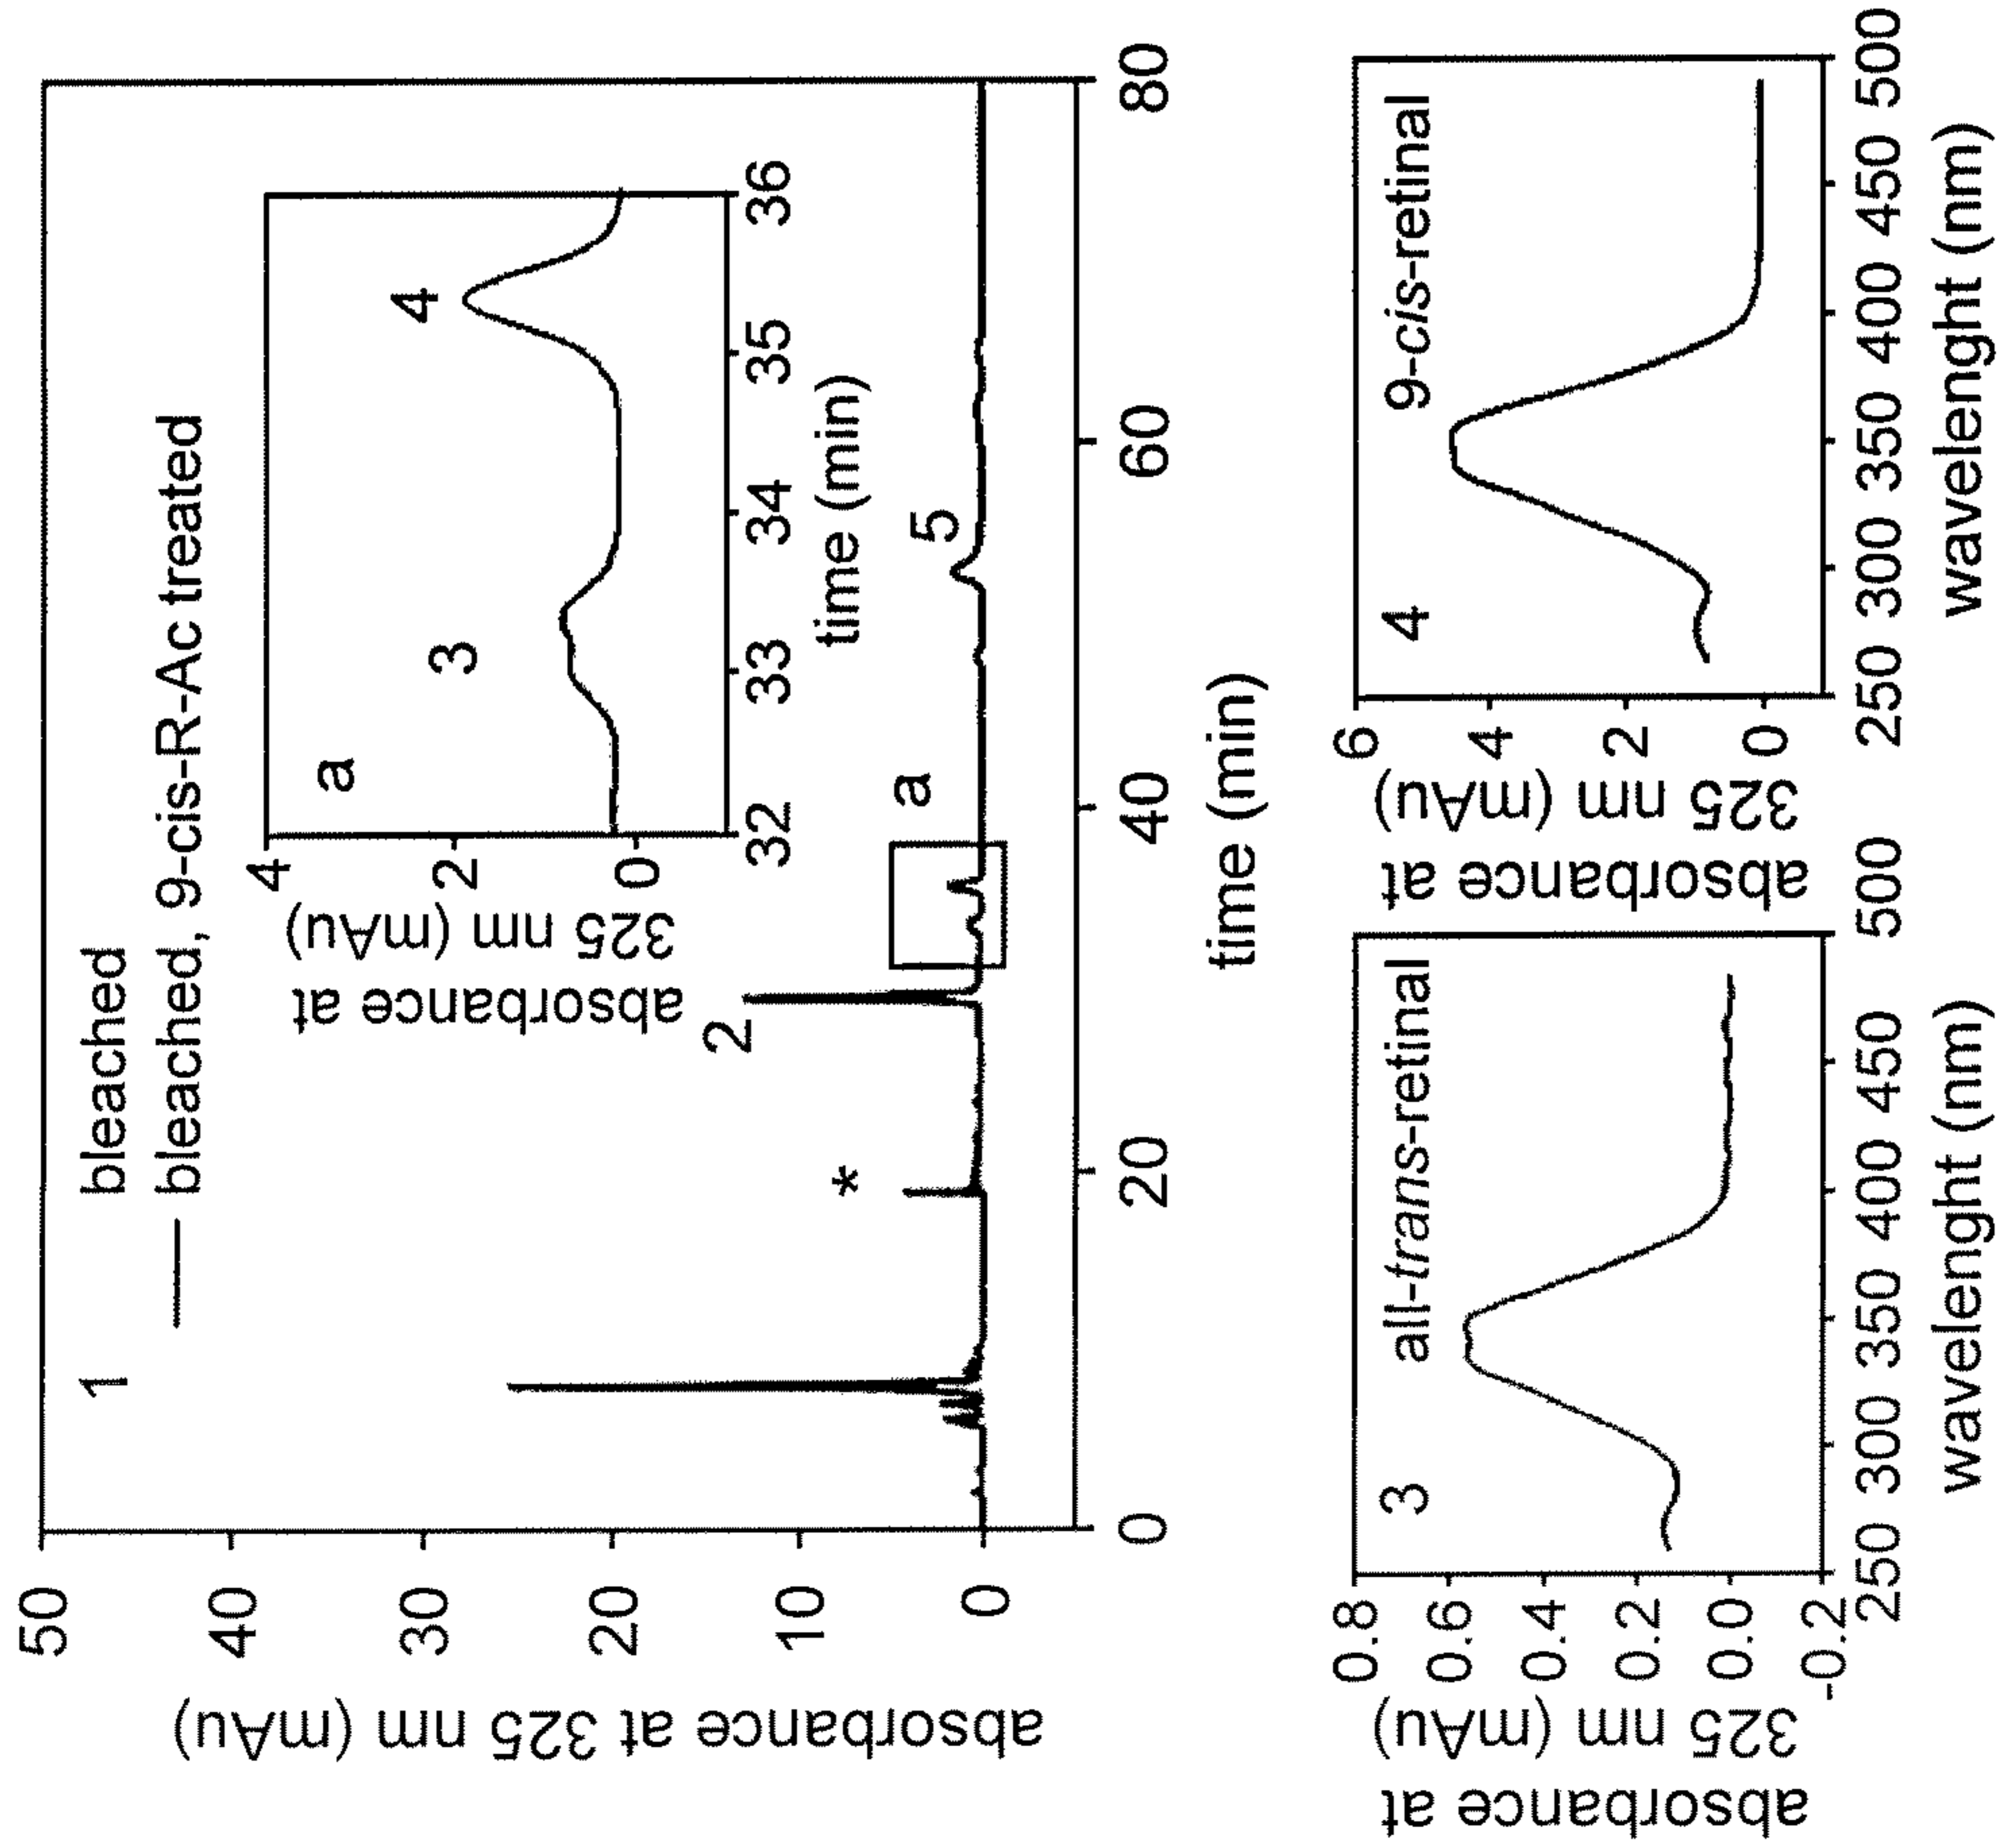 1
bleached
bleached, 9-cis-R-Ac treated
50
40
30
20
10
0
absorbance at 325 nm (mAu)
*
2
a
5
0
20
40
60
80
time (min)
a
3
4
4
2
0
absorbance at
325 nm (mAu)
32
33
34
35
36
time (min)
3
all-trans-retinal
0.8
0.6
0.4
0.2
0.0
-0.2
absorbance at
325 nm (mAu)
250 300 350 400 450 500
wavelenght (nm)
4
9-cis-retinal
6
4
2
0
absorbance at
325 nm (mAu)
250 300 350 400 450 500
wavelenght (nm)